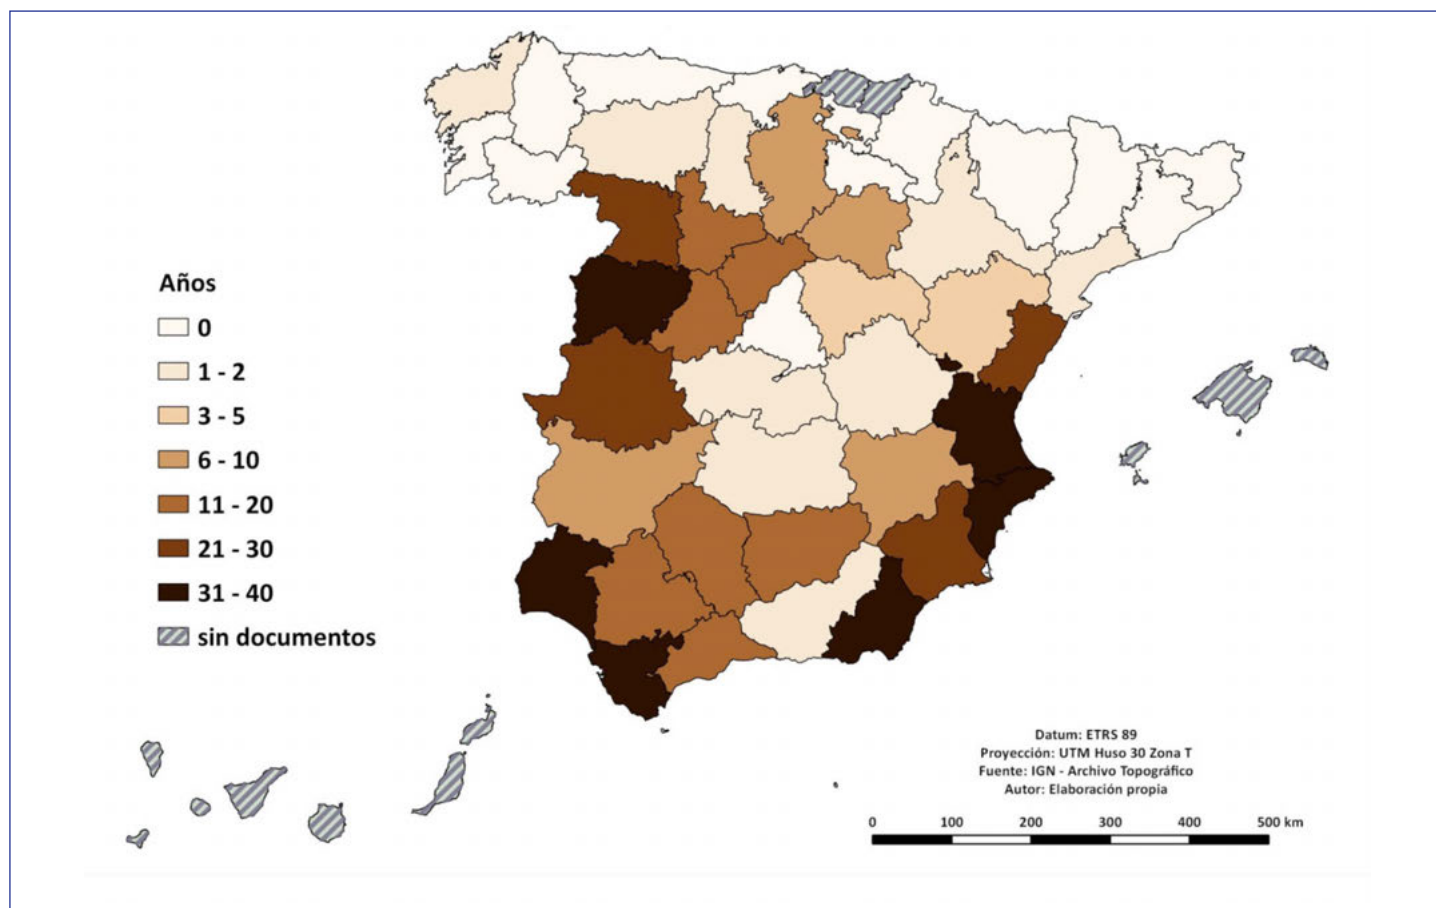 Años
0
1 - 2
3 - 5
6 - 10
11 - 20
21 - 30
31 - 40
sin documentos
Datum: ETRS 89
Proyección: UTM Huso 30 Zona T
Fuente: IGN - Archivo Topográfico
Autor: Elaboración propia
0 100 200 300 400 500 km